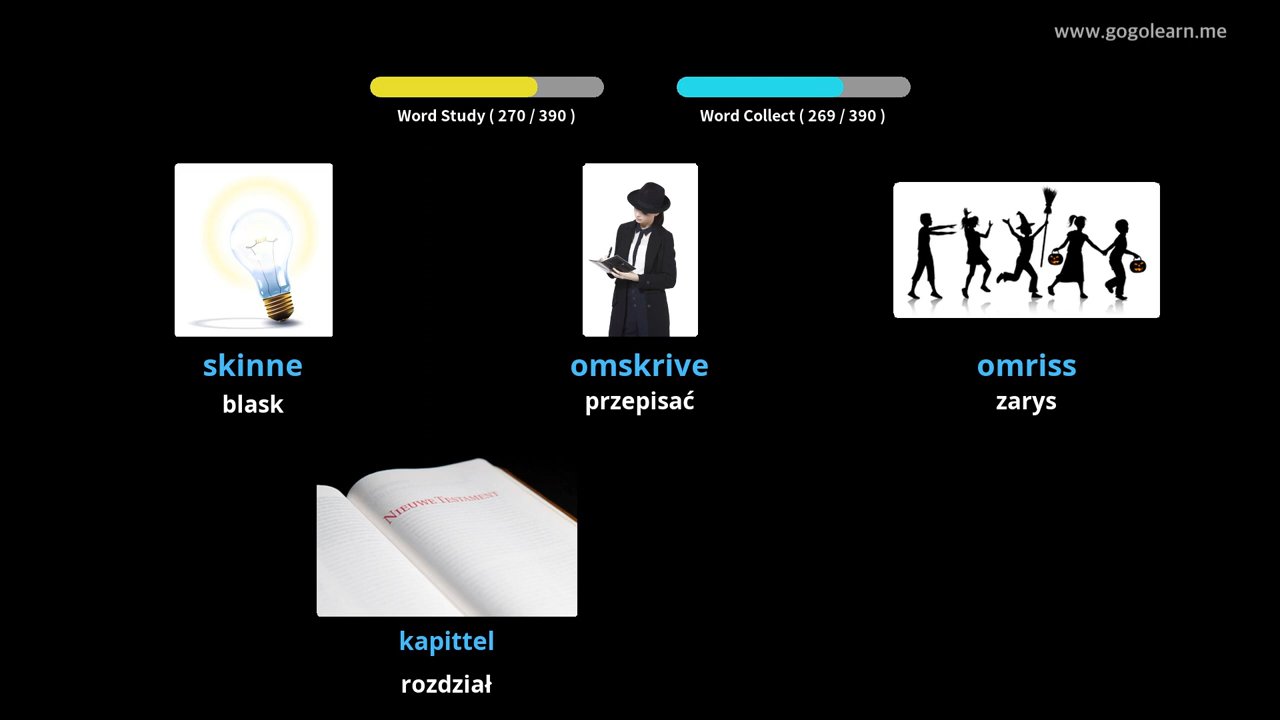 www.gogolearn.me
Word Study ( 270 / 390 )
Word Collect ( 269 / 390 )
skinne
blask
omskrive
przepisać
omriss
zarys
NIEUWE TESTAMENT
kapittel
rozdział